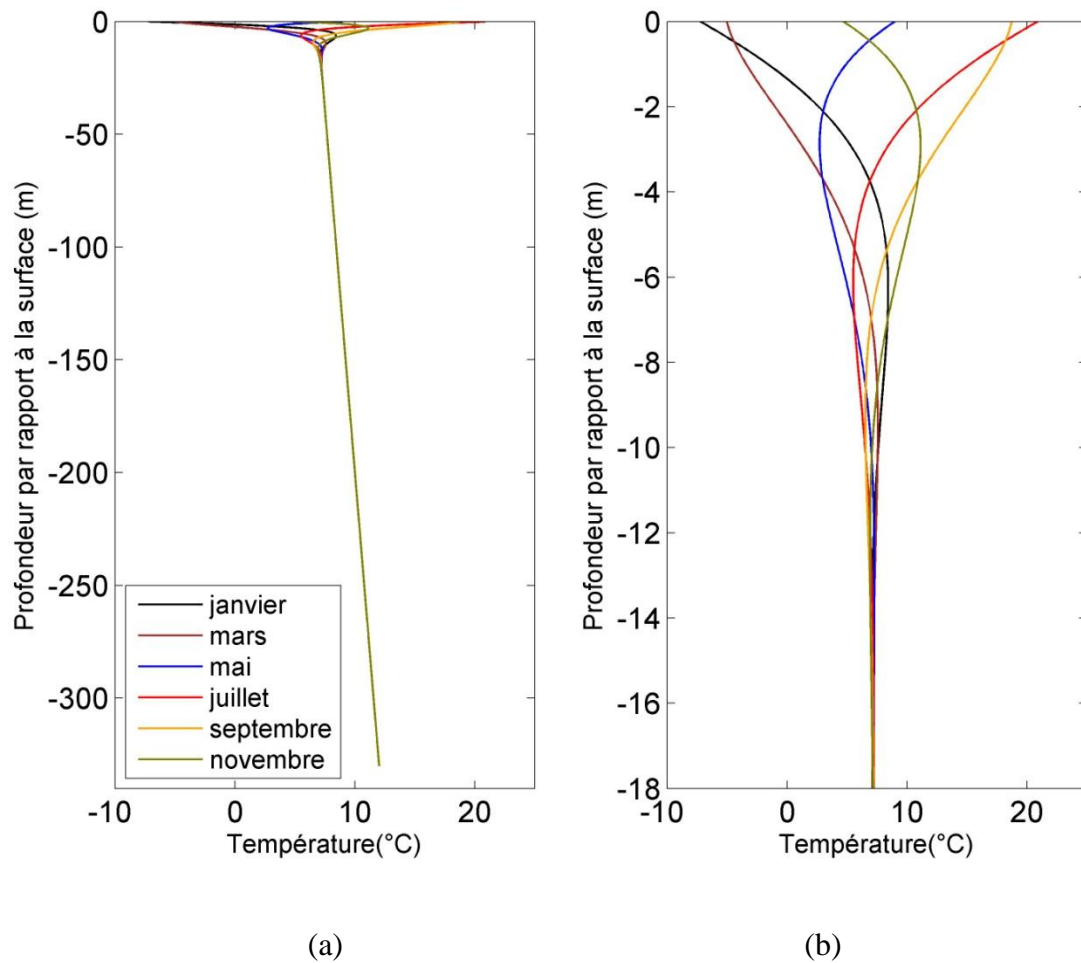 0
-50
-100
-150
-200
-250
-300
Profondeur par rapport à la surface (m)
janvier
mars
mai
juillet
septembre
novembre
-10 0 10 20
Température(°C)
0
-2
-4
-6
-8
-10
-12
-14
-16
-18
Profondeur par rapport à la surface (m)
-10 0 10 20
Température(°C)
(a) (b)